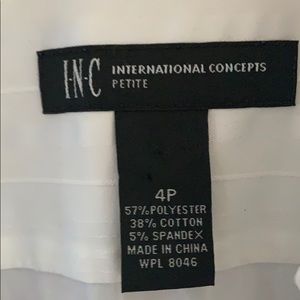 I·N·C INTERNATIONAL CONCEPTS
PETITE
4P
57% POLYESTER
38% COTTON
5% SPANDEX
MADE IN CHINA
WPL 8046